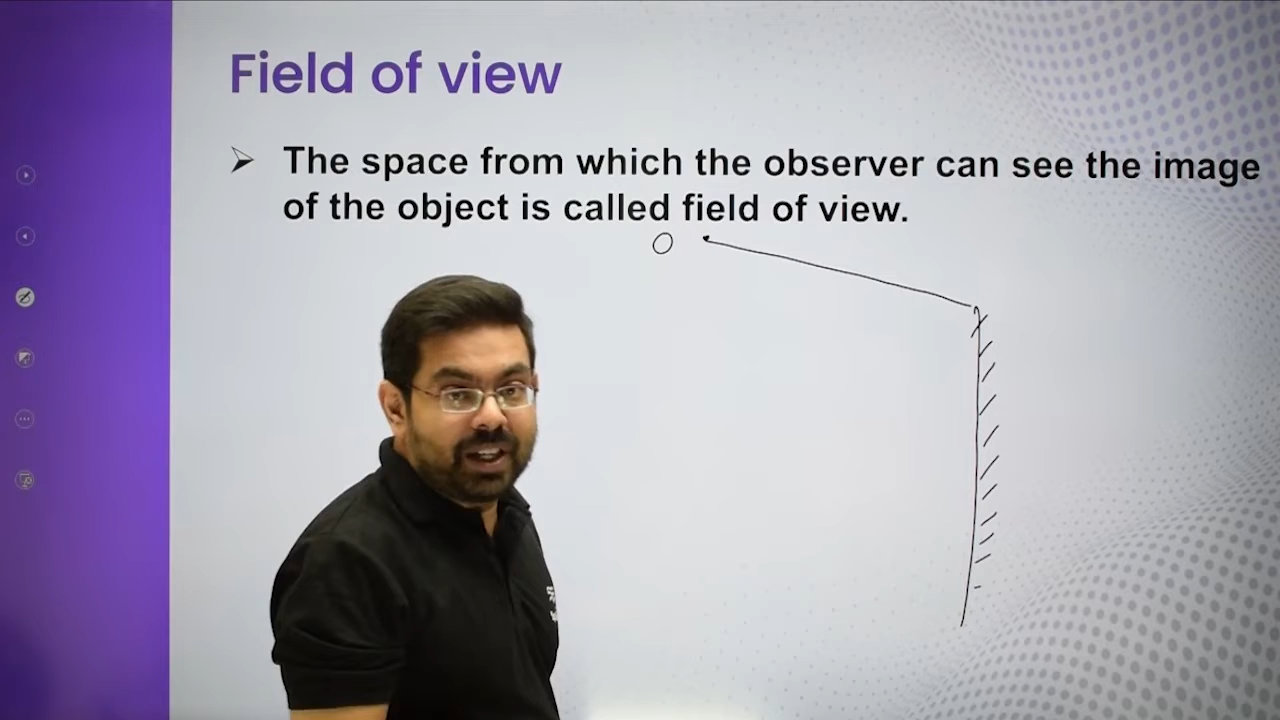 Field of view
➢ The space from which the observer can see the image
of the object is called field of view.
O